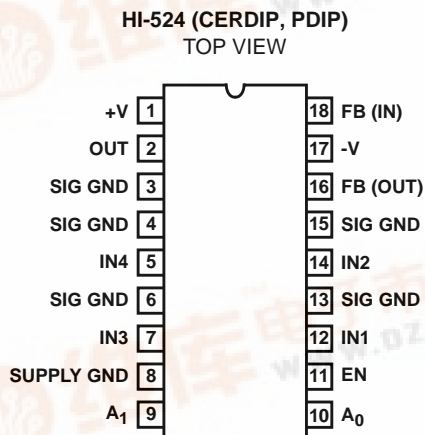 HI-524 (CERDIP, PDIP)
TOP VIEW
+V 1
OUT 2
SIG GND 3
SIG GND 4
IN4 5
SIG GND 6
IN3 7
SUPPLY GND 8
A1 9
18 FB (IN)
17 -V
16 FB (OUT)
15 SIG GND
14 IN2
13 SIG GND
12 IN1
11 EN
10 A0